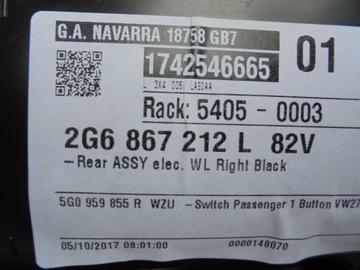 G.A. NAVARRA 18758 GB7
01
1742546665
Rack: 5405 - 0003
2G6 867 212 L 82V
-Rear ASSY elec. WL Right Black
5G0 959 855 R WZU -Switch Passenger 1 Button VW27
05/10/2017 08:01:00 0000148070